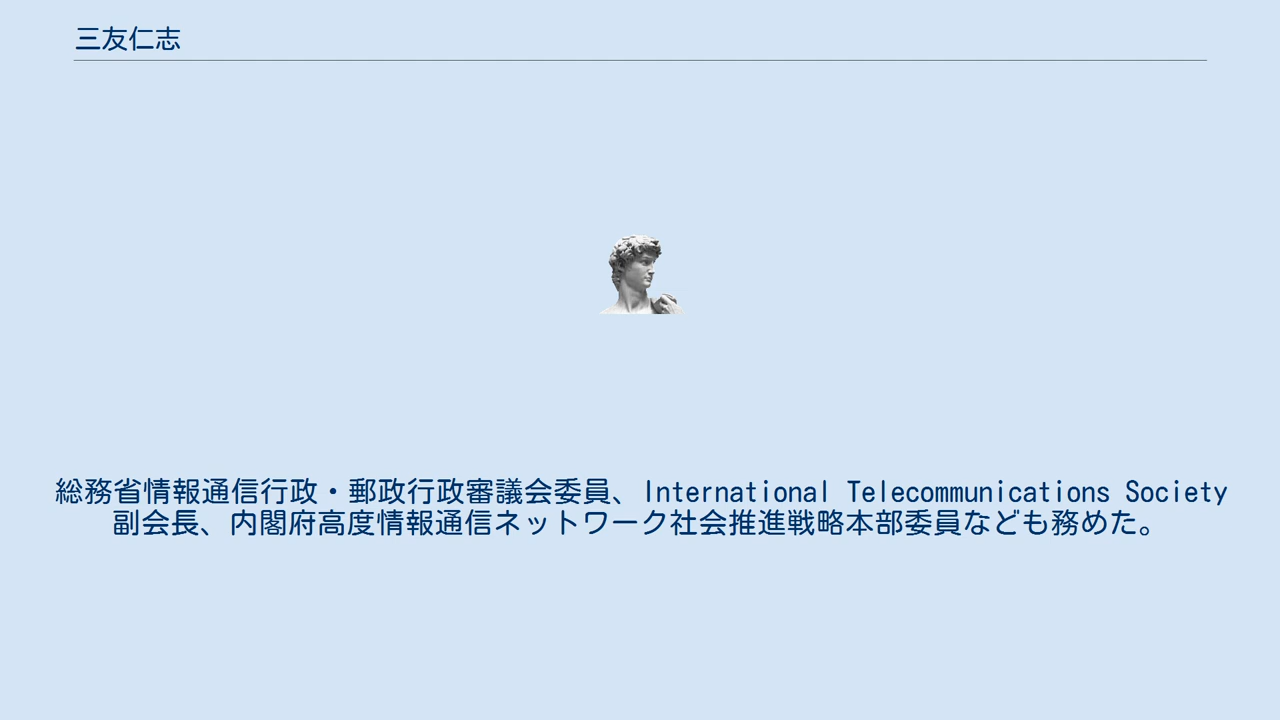 三友仁志
総務省情報通信行政・郵政行政審議会委員、International Telecommunications Society
副会長、内閣府高度情報通信ネットワーク社会推進戦略本部委員なども務めた。